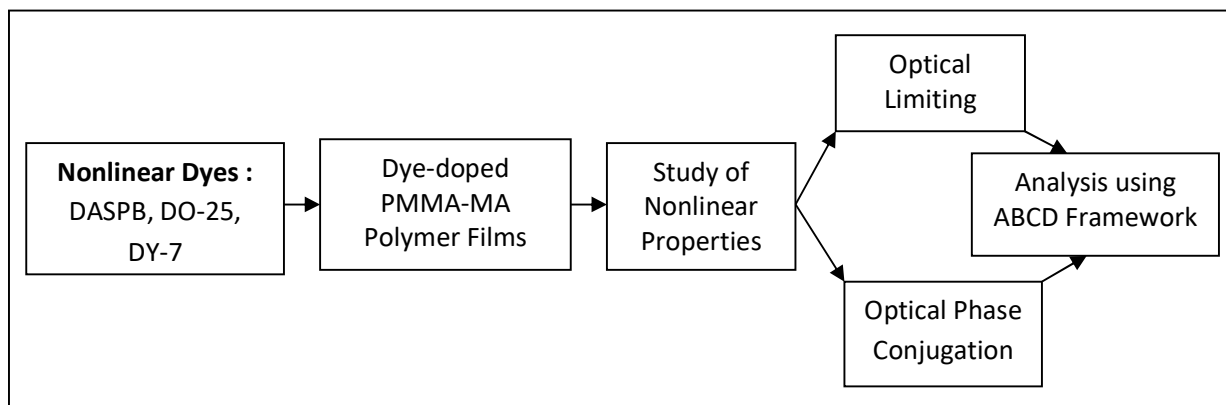 Nonlinear Dyes :
DASPB, DO-25,
DY-7
Dye-doped
PMMA-MA
Polymer Films
Study of
Nonlinear
Properties
Optical
Limiting
Optical Phase
Conjugation
Analysis using
ABCD Framework